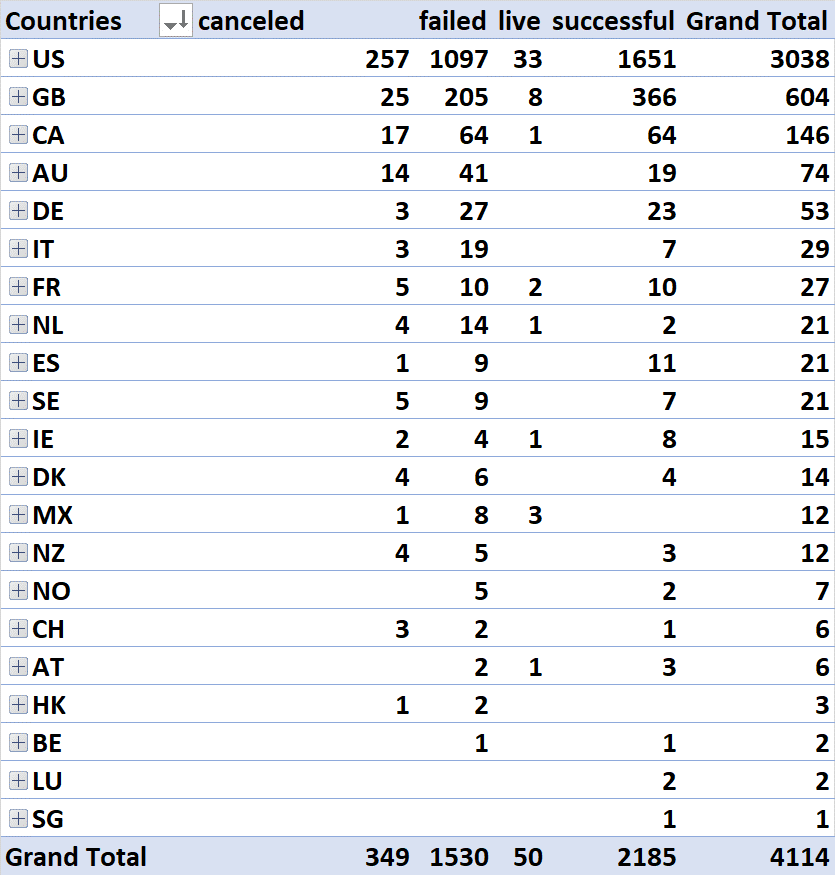 Countries canceled failed live successful Grand Total
US 257 1097 33 1651 3038
GB 25 205 8 366 604
CA 17 64 1 64 146
AU 14 41 19 74
DE 3 27 23 53
IT 3 19 7 29
FR 5 10 2 10 27
NL 4 14 1 2 21
ES 1 9 11 21
SE 5 9 7 21
IE 2 4 1 8 15
DK 4 6 4 14
MX 1 8 3 12
NZ 4 5 3 12
NO 5 2 7
CH 3 2 1 6
AT 2 1 3 6
HK 1 2 3
BE 1 1 2
LU 2 2
SG 1 1
Grand Total 349 1530 50 2185 4114